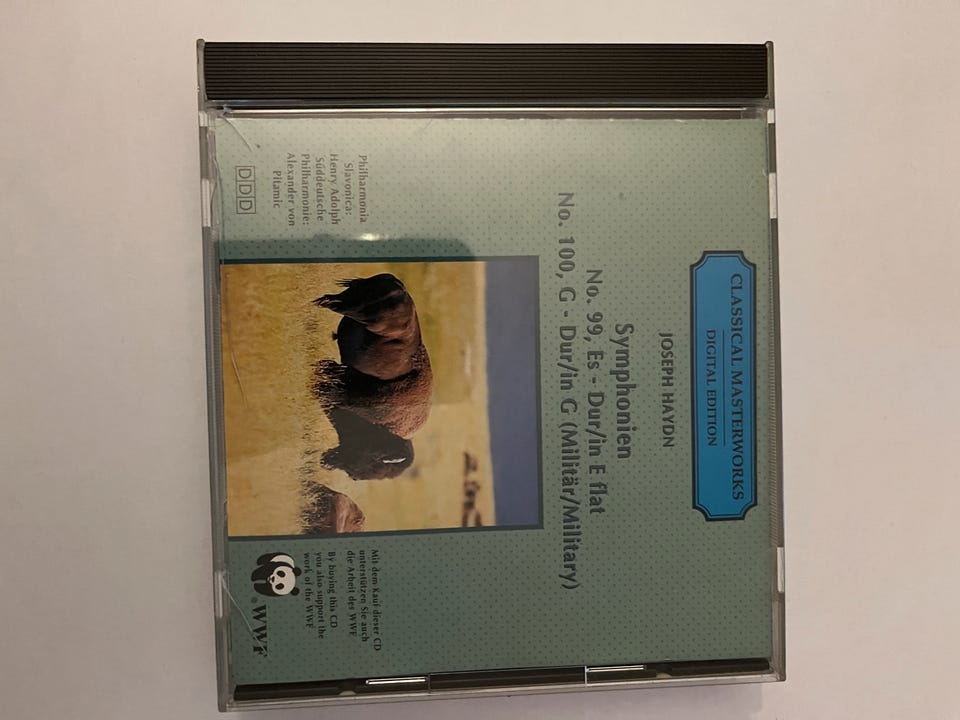 CLASSICAL MASTERWORKS
DIGITAL EDITION
JOSEPH HAYDN
Symphonien
No. 99, Es - Dur/in E flat
No. 100, G - Dur/in G (Militär/Military)
Philharmonia
Slavonica:
Henry Adolph
Süddeutsche
Philharmonie:
Alexander von
Pitamic
DDD
Mit dem Kauf dieser CD
unterstützen Sie auch
die Arbeit des WWF
By buying this CD
you also support the
work of the WWF
® WWF